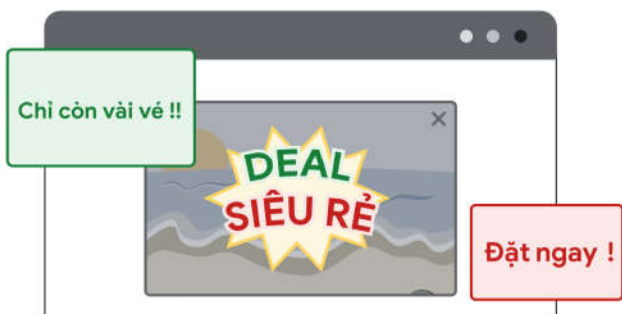 Chỉ còn vài vé !!
DEAL
SIÊU RẺ
Đặt ngay !